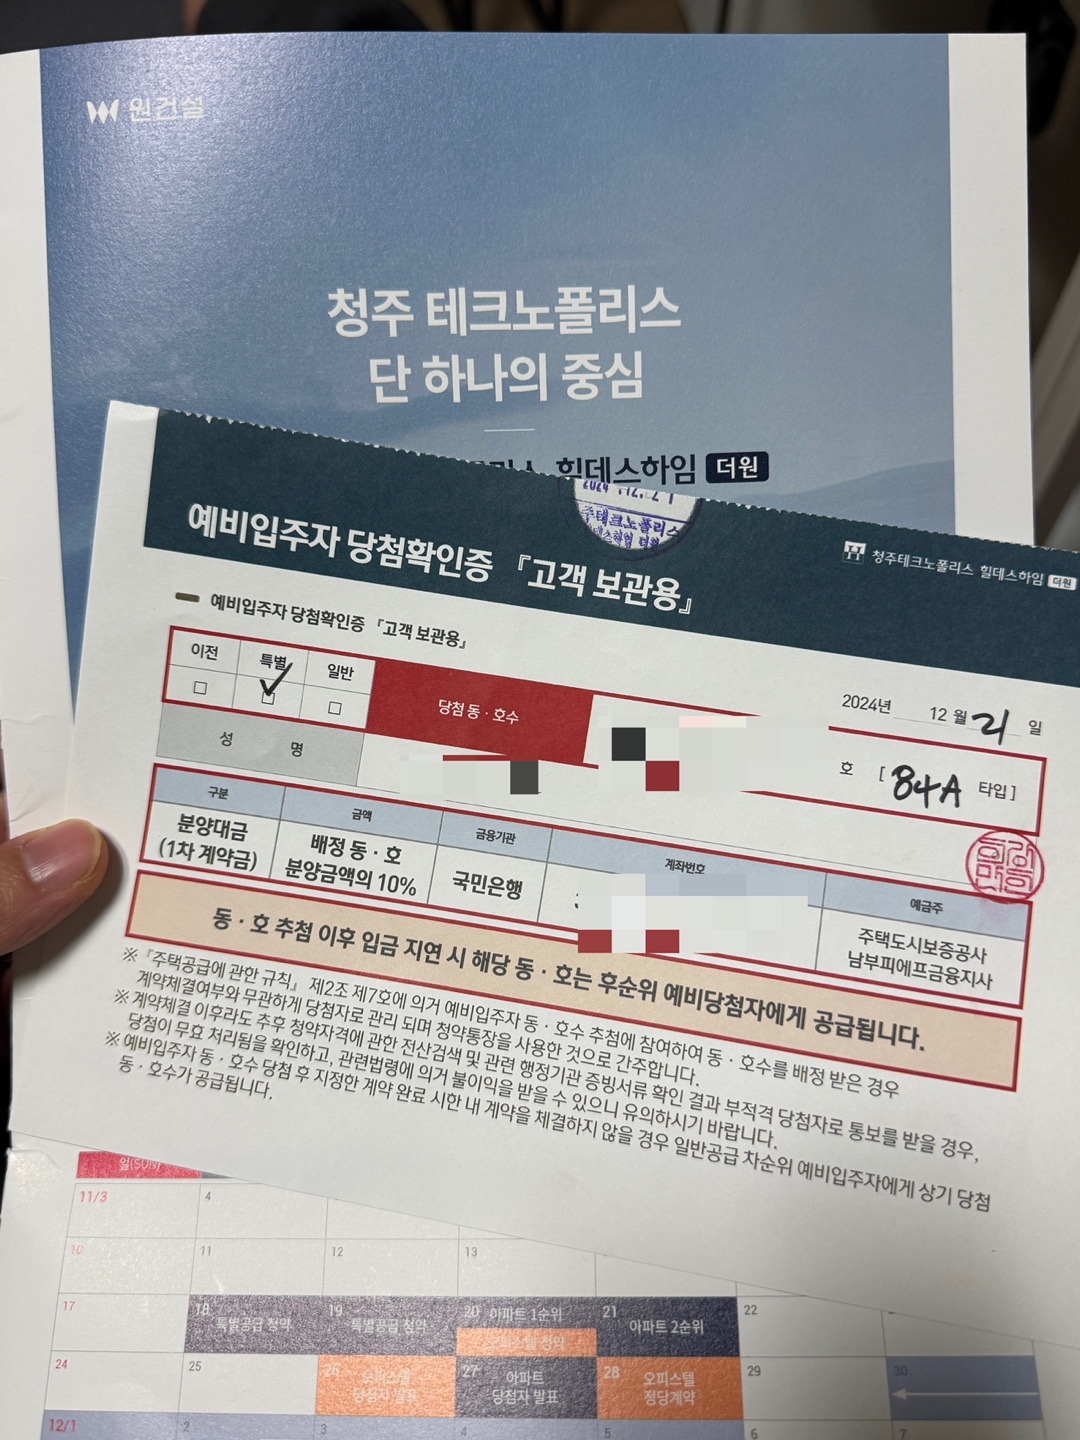 원건설
청주 테크노폴리스
단 하나의 중심
힐데스하임 더원
예비입주자 당첨확인증 『고객 보관용』
청주테크노폴리스 힐데스하임 더원
예비입주자 당첨확인증 『고객 보관용』
2024년 12 월 21 일
이전 특별 일반
당첨 동 · 호수
호 [ 84A 타입 ]
성 명
구분 금액 금융기관 계좌번호 예금주
분양대금
(1차 계약금)
배정 동 · 호
분양금액의 10%
국민은행
주택도시보증공사
남부피에프금융지사
동 · 호 추첨 이후 입금 지연 시 해당 동 · 호는 후순위 예비당첨자에게 공급됩니다.
※ 『주택공급에 관한 규칙』 제2조 제7호에 의거 예비입주자 동 · 호수 추첨에 참여하여 동 · 호수를 배정 받은 경우
계약체결여부와 무관하게 당첨자로 관리 되며 청약통장을 사용한 것으로 간주합니다.
※ 계약체결 이후라도 추후 청약자격에 관한 전산검색 및 관련 행정기관 증빙서류 확인 결과 부적격 당첨자로 통보를 받을 경우,
당첨이 무효 처리됨을 확인하고, 관련법령에 의거 불이익을 받을 수 있으니 유의하시기 바랍니다.
※ 예비입주자 동 · 호수 당첨 후 지정한 계약 완료 시한 내 계약을 체결하지 않을 경우 일반공급 차순위 예비입주자에게 상기 당첨
동 · 호수가 공급됩니다.
일(SUN)
11/3 4
10 11 12 13
17 18 특별공급 청약 19 특별공급 청약 20 아파트 1순위 21 아파트 2순위 22
청약
24 25 26 오피스텔 당첨자 발표 27 아파트 당첨자 발표 28 오피스텔 정당계약 29 30
12/1 2 3 4 5 6 7